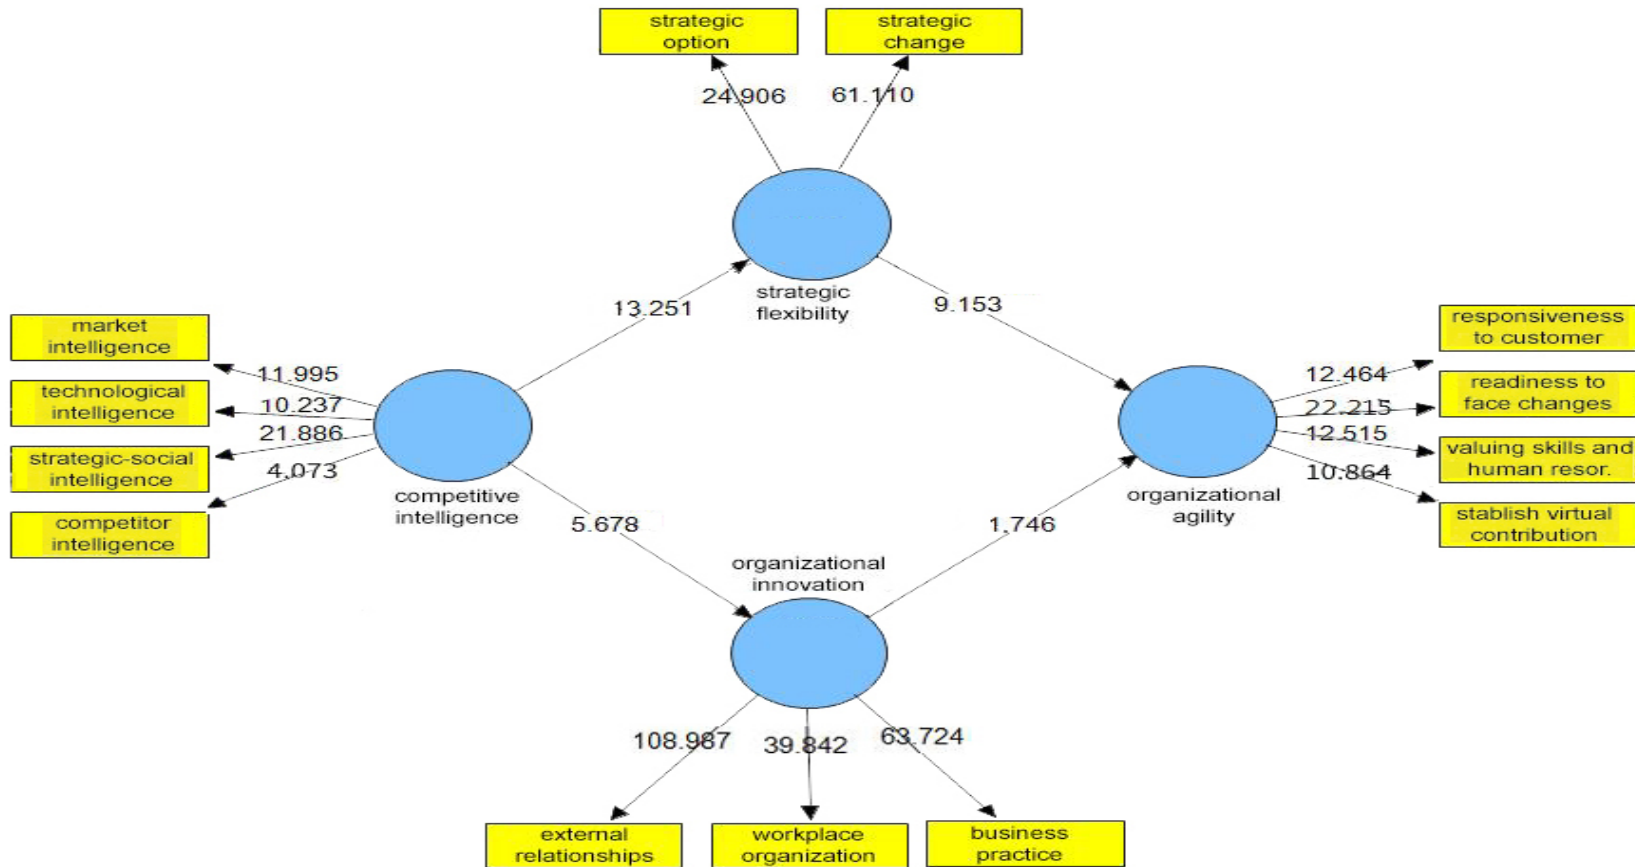 strategic
option
strategic
change
24.906
61.110
strategic
flexibility
13.251
9.153
market
intelligence
technological
intelligence
strategic-social
intelligence
competitor
intelligence
11.995
10.237
21.886
4.073
competitive
intelligence
responsiveness
to customer
readiness to
face changes
valuing skills and
human resor.
stablish virtual
contribution
12.464
22.215
12.515
10.864
organizational
agility
5.678
1.746
organizational
innovation
108.987
39.842
63.724
external
relationships
workplace
organization
business
practice